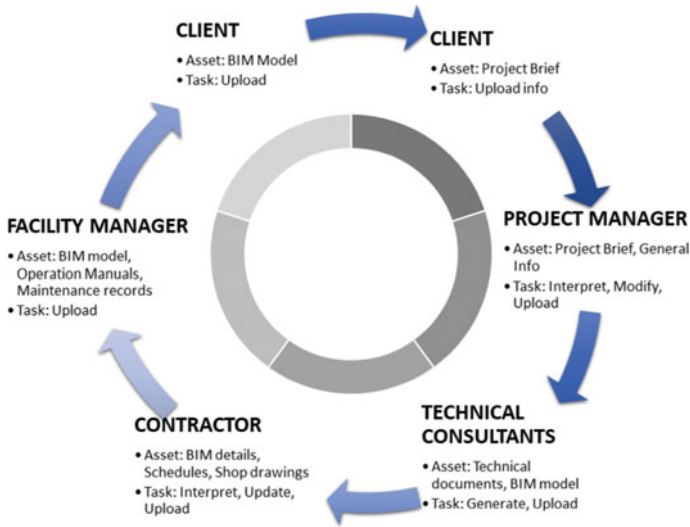 CLIENT
• Asset: BIM Model
• Task: Upload
CLIENT
• Asset: Project Brief
• Task: Upload info
PROJECT MANAGER
• Asset: Project Brief, General
Info
• Task: Interpret, Modify,
Upload
TECHNICAL
CONSULTANTS
• Asset: Technical
documents, BIM model
• Task: Generate, Upload
CONTRACTOR
• Asset: BIM details,
Schedules, Shop drawings
• Task: Interpret, Update,
Upload
FACILITY MANAGER
• Asset: BIM model,
Operation Manuals,
Maintenance records
• Task: Upload